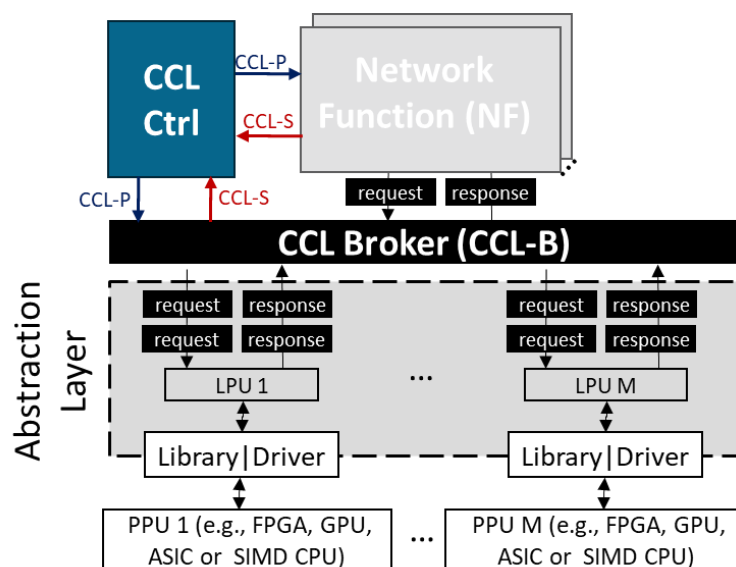 CCL
Ctrl
CCL-P
CCL-S
Network
Function (NF)
...
CCL-P
CCL-S
request
response
CCL Broker (CCL-B)
Abstraction
Layer
request
response
request
response
request
response
request
response
LPU 1
...
LPU M
Library|Driver
Library|Driver
PPU 1 (e.g., FPGA, GPU,
ASIC or SIMD CPU)
...
PPU M (e.g., FPGA, GPU,
ASIC or SIMD CPU)